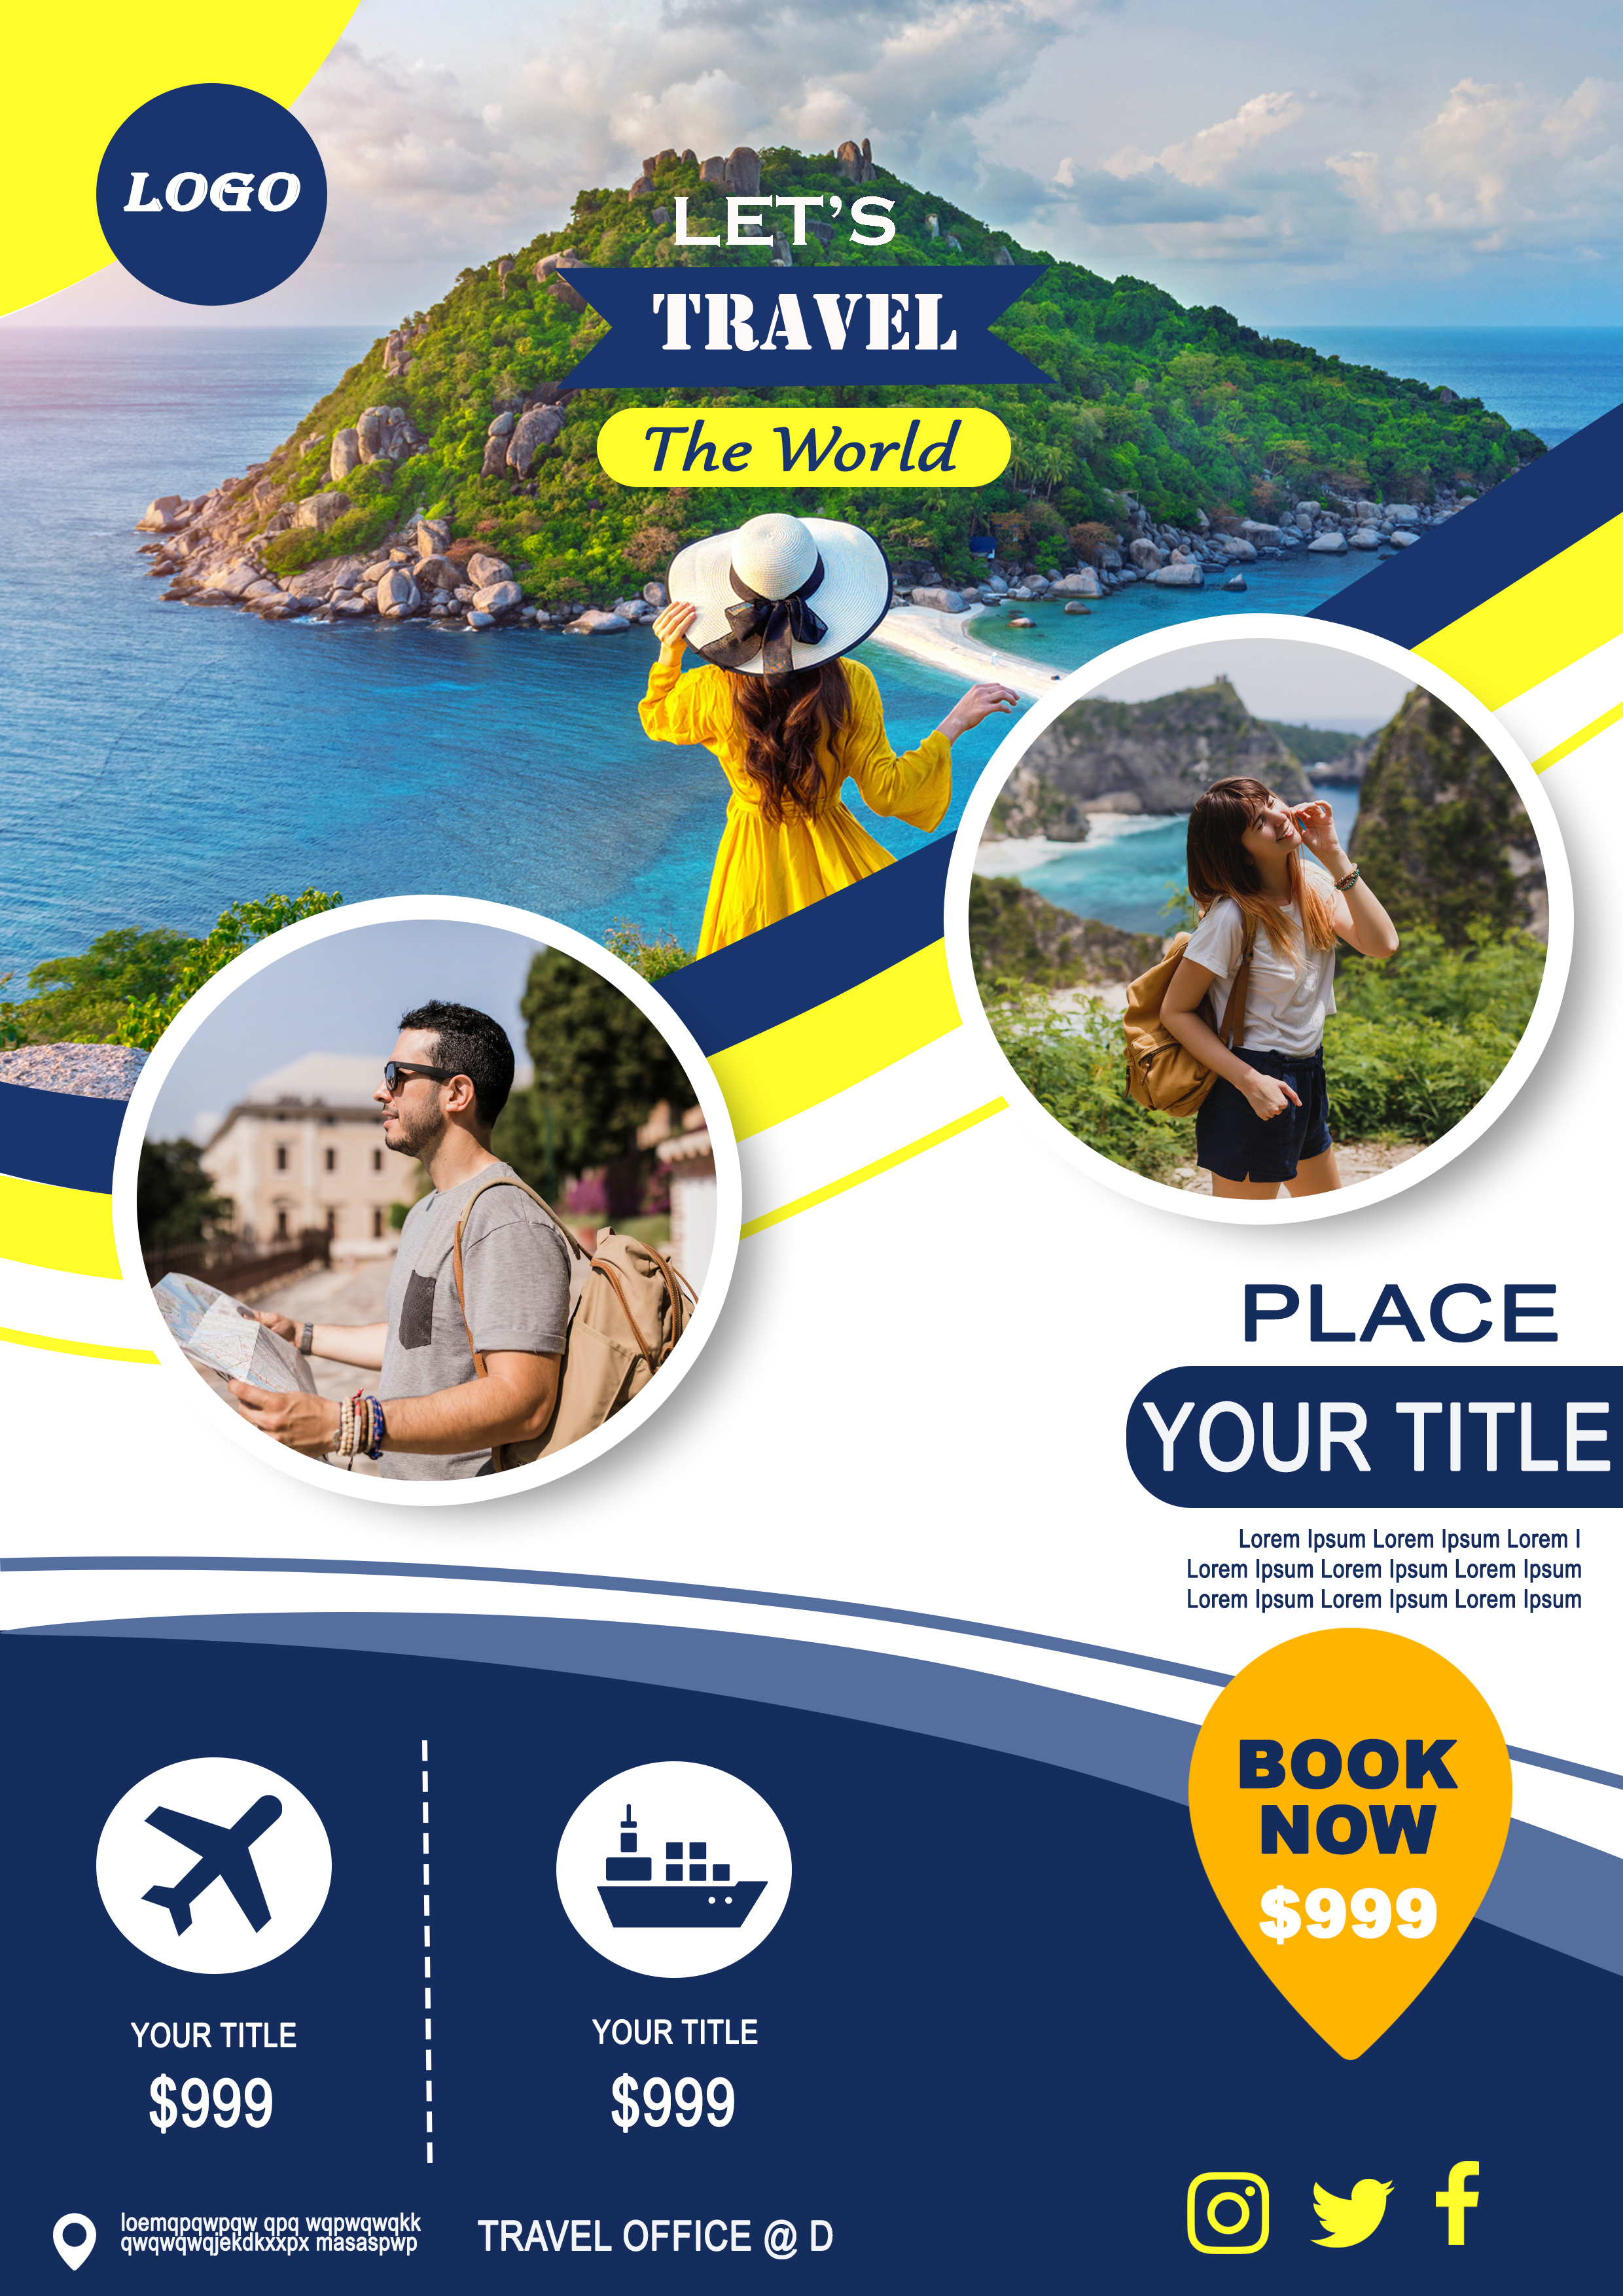 LOGO
LET'S
TRAVEL
The World
PLACE
YOUR TITLE
Lorem Ipsum Lorem Ipsum Lorem I
Lorem Ipsum Lorem Ipsum Lorem Ipsum
Lorem Ipsum Lorem Ipsum Lorem Ipsum
BOOK
NOW
$999
YOUR TITLE
$999
YOUR TITLE
$999
loemqpqwpqw qpq wqpwqwqkk
qwqwqwqjekdkxxpx masaspwp
TRAVEL OFFICE @ D